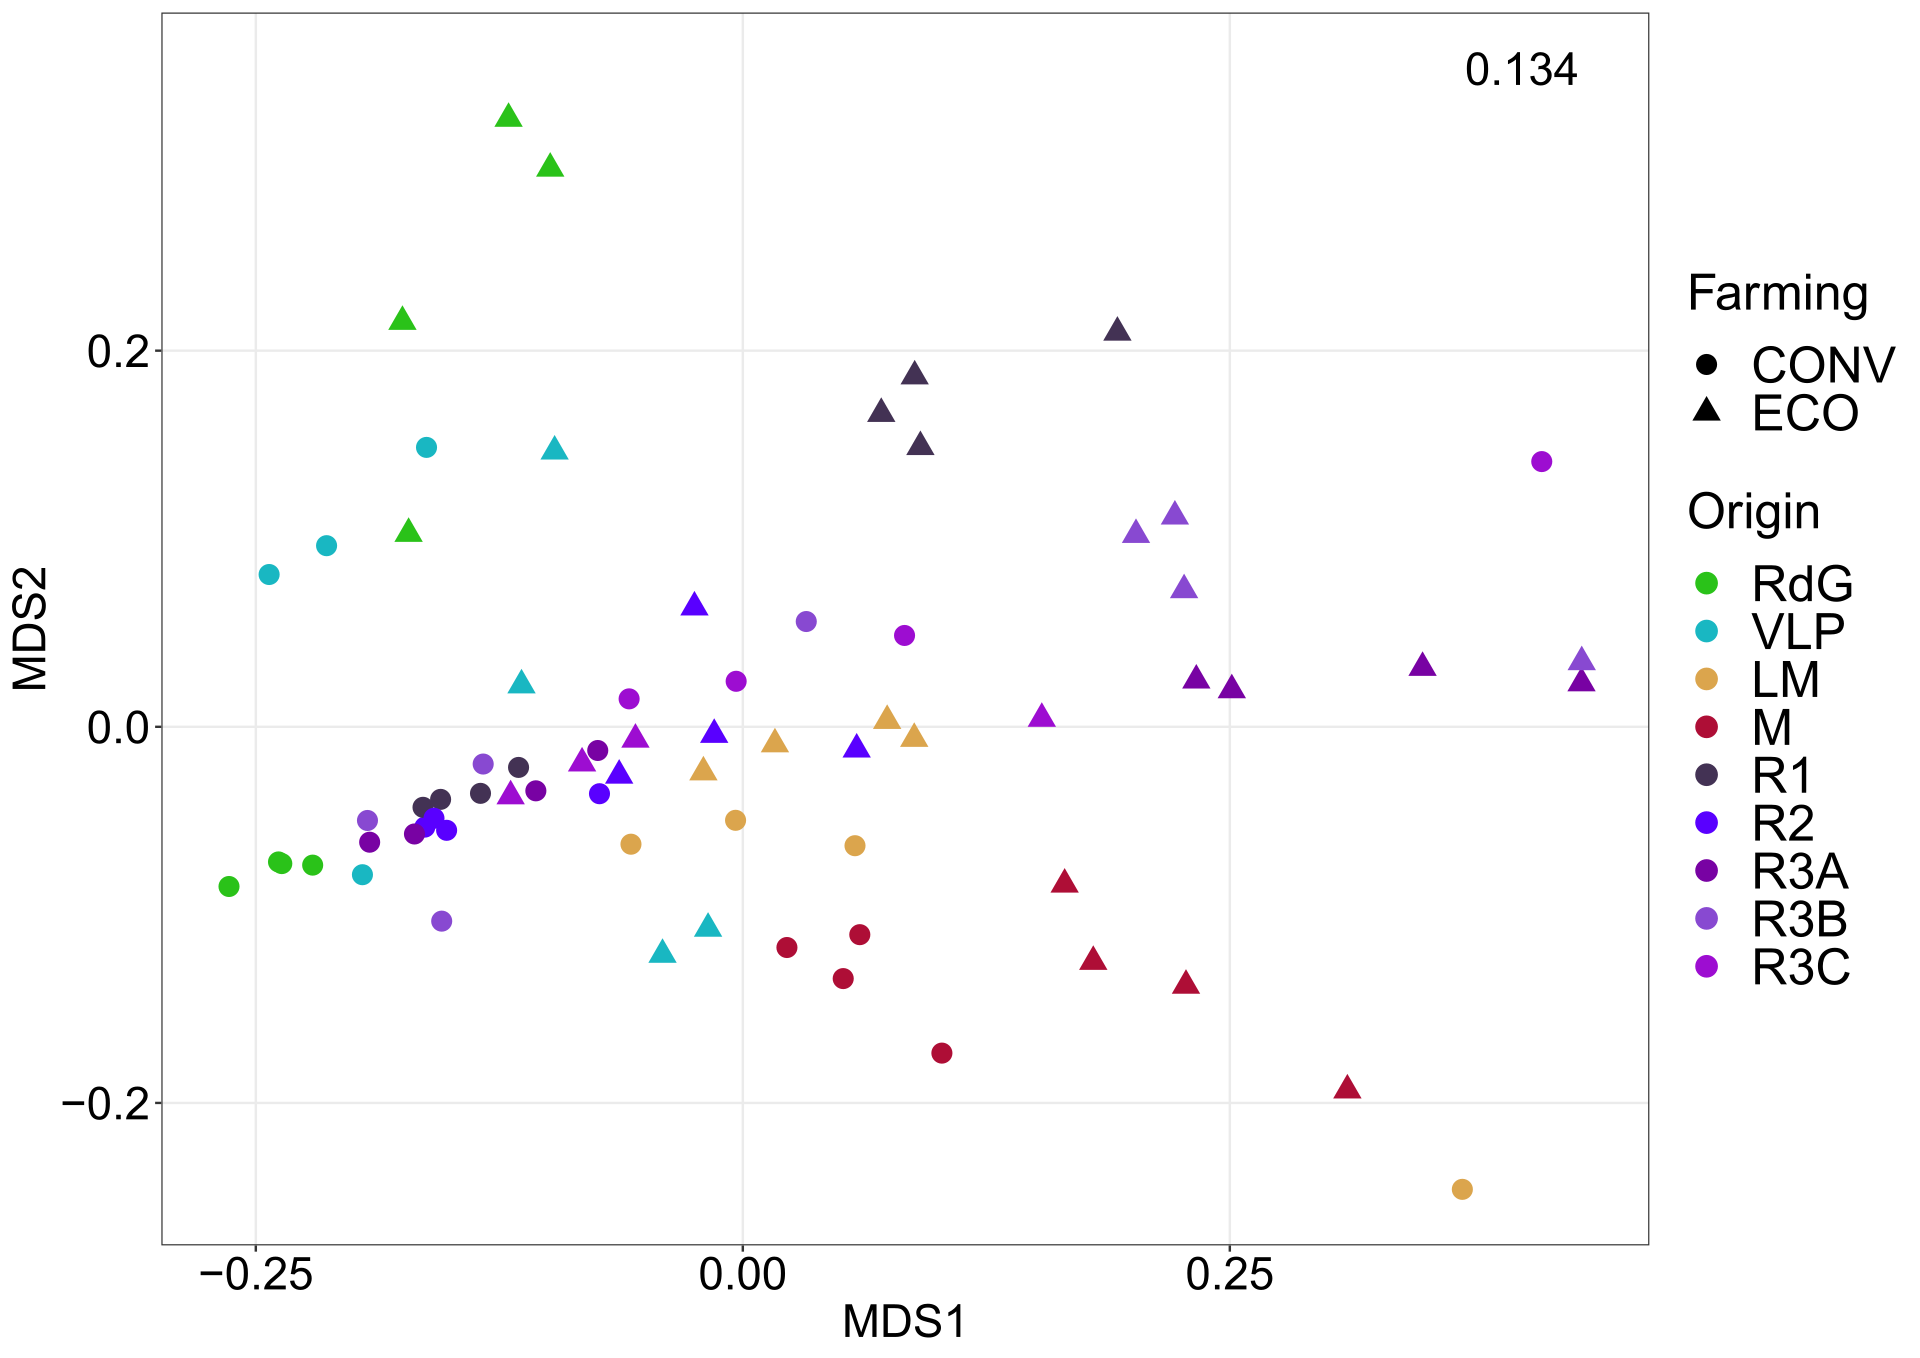 0.134
0.2
0.0
−0.2
MDS2
−0.25
0.00
0.25
MDS1
Farming
CONV
ECO
Origin
RdG
VLP
LM
M
R1
R2
R3A
R3B
R3C